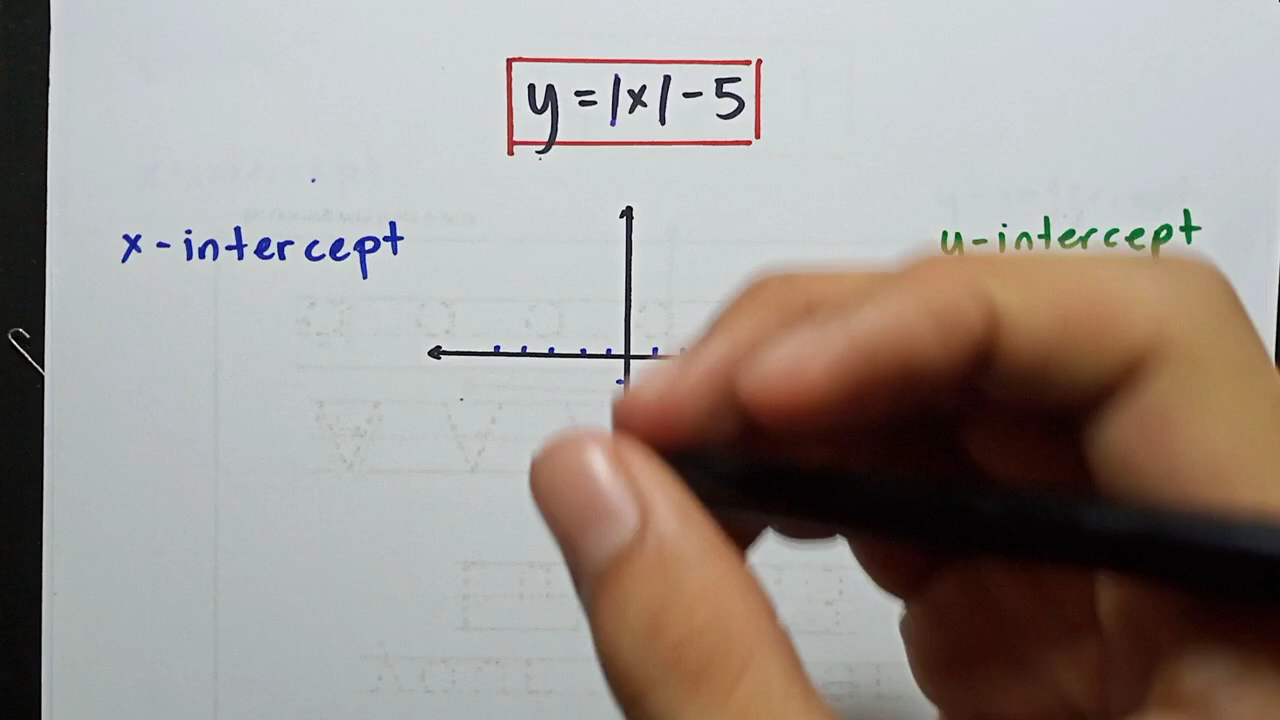 y = |x| - 5
x-intercept
y-intercept